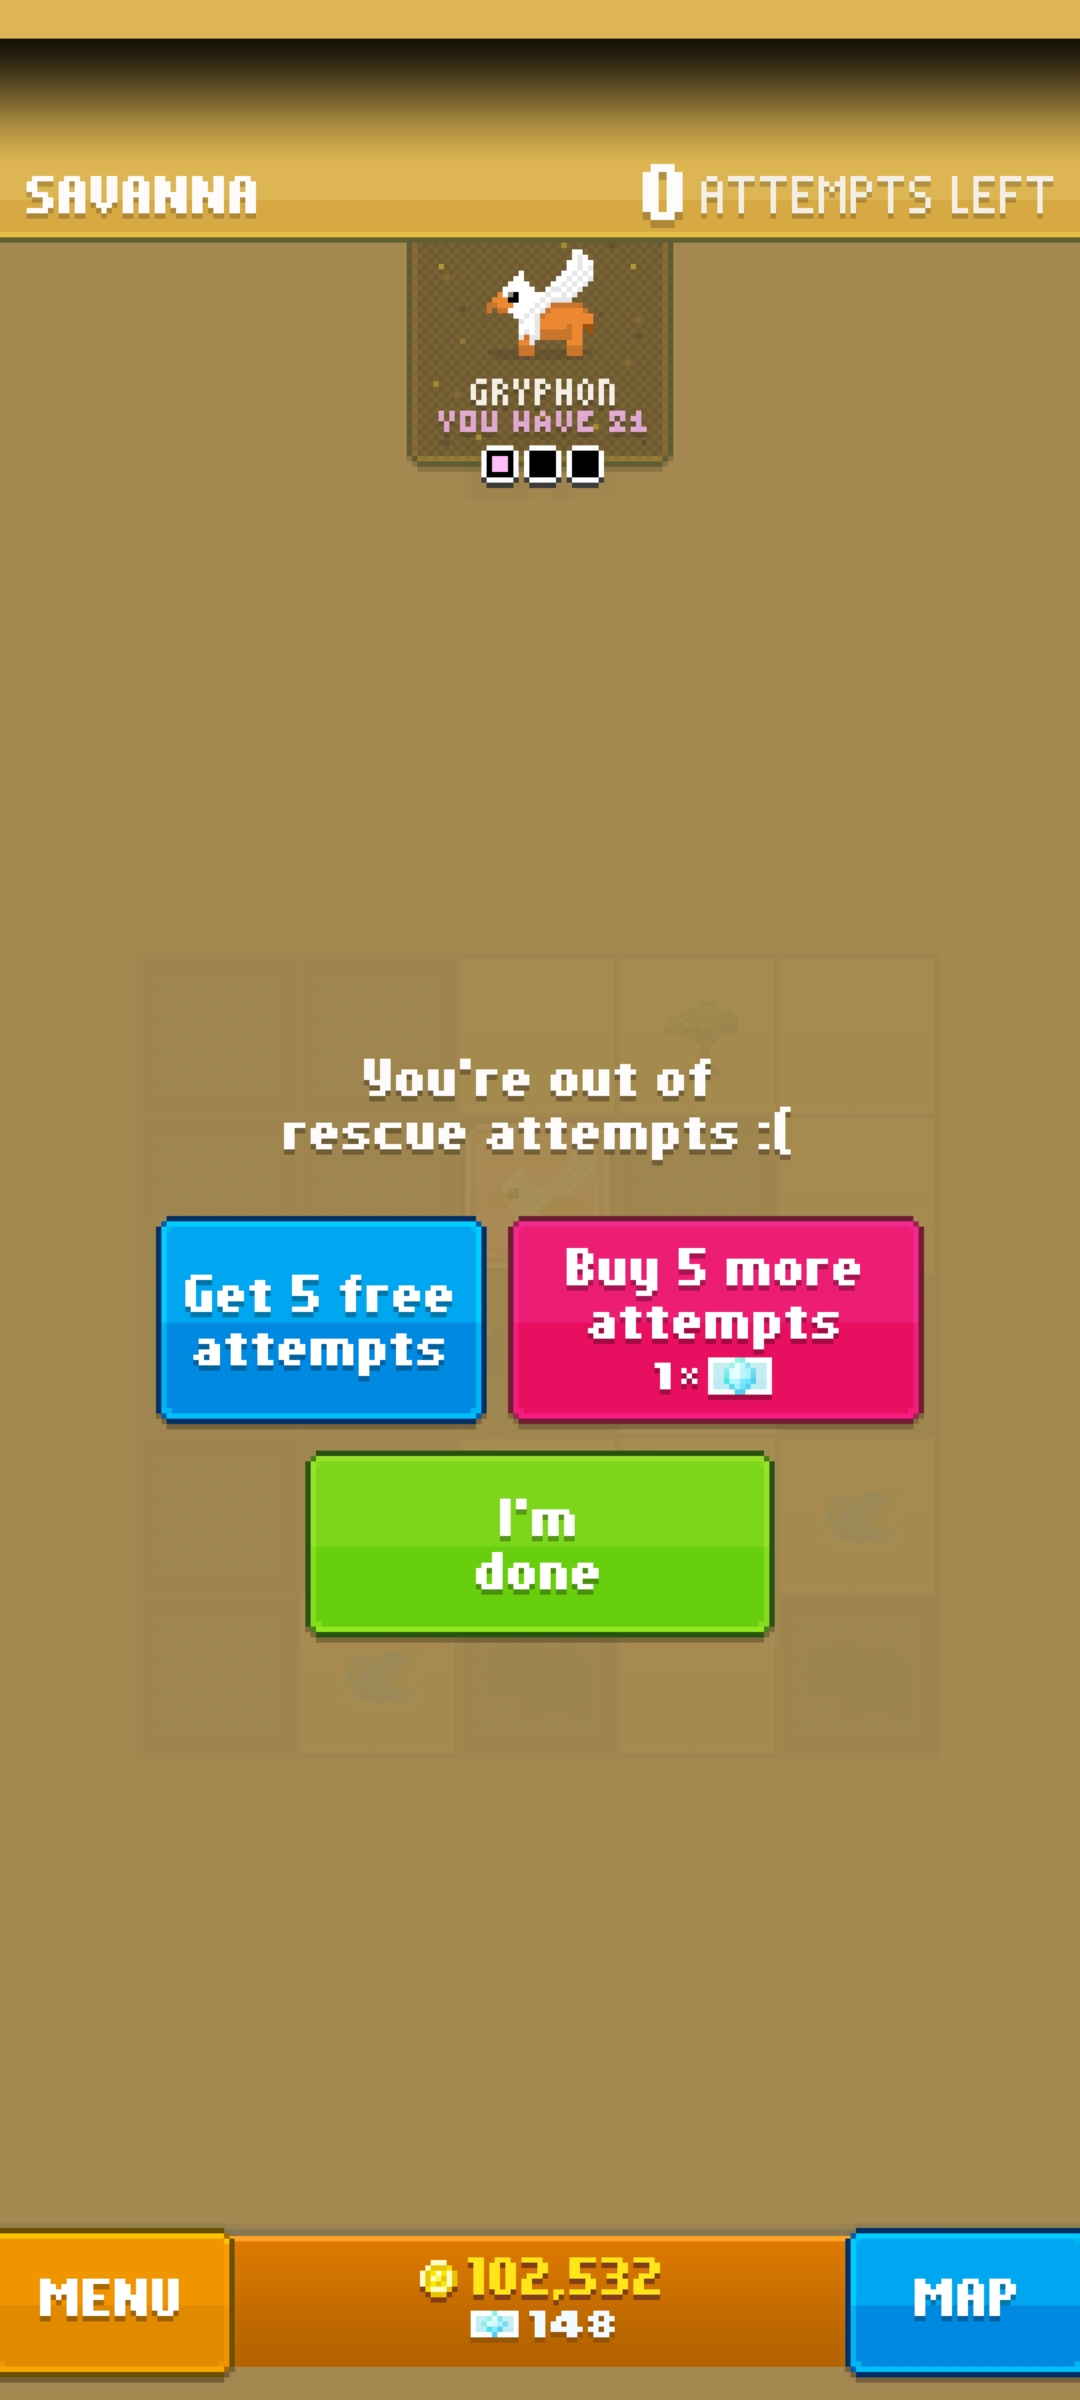 SAVANNA
0 ATTEMPTS LEFT
GRYPHON
YOU HAVE 21
You're out of
rescue attempts :(
Get 5 free
attempts
Buy 5 more
attempts
1×
I'm
done
MENU
102,532
148
MAP